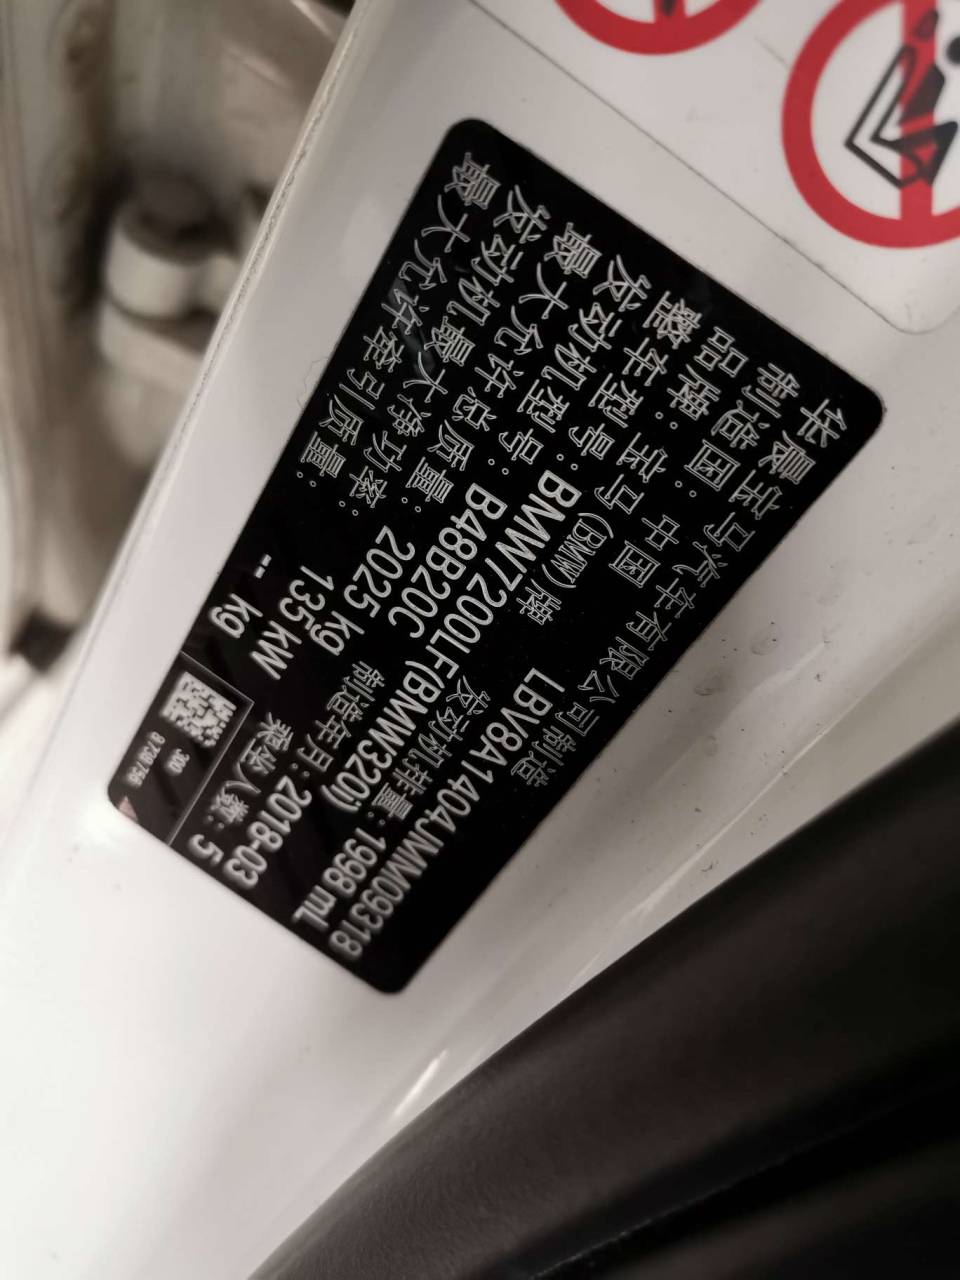 华晨宝马汽车有限公司制造
制造国：中国 LBV8A1404JMM09318
品牌：宝马(BMW)牌
整车型号：BMW7200LF(BMW320i)
发动机型号：B48B20C 发动机排量：1998 mL
最大允许总质量：2025 kg 制造年月：2018-03
发动机最大净功率：135 kW 乘坐人数：5
最大允许牵引质量：-- kg